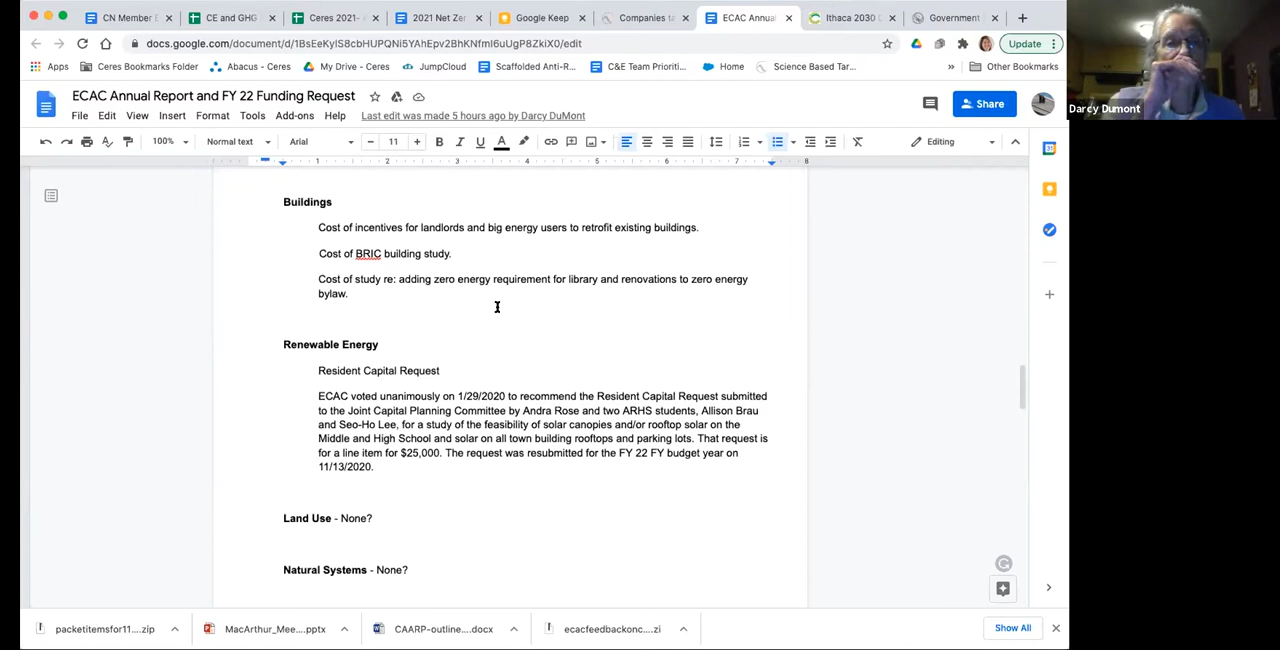 CN Member E
CE and GHG
Ceres 2021-
2021 Net Zer
Google Keep
Companies ta
ECAC Annual
Ithaca 2030
Government
docs.google.com/document/d/1BsEeKylS8cbHUPQNi5YAhEpv2BhKNfmI6uUgP8ZkiX0/edit
Update
Apps
Ceres Bookmarks Folder
Abacus - Ceres
My Drive - Ceres
JumpCloud
Scaffolded Anti-R...
C&E Team Prioriti...
Home
Science Based Tar...
»
Other Bookmarks
Darcy Dumont
ECAC Annual Report and FY 22 Funding Request
Share
File Edit View Insert Format Tools Add-ons Help
Last edit was made 5 hours ago by Darcy DuMont
100% Normal text Arial - 11 + B I U A Editing
1 2 3 4 5 6 7 8
Buildings
Cost of incentives for landlords and big energy users to retrofit existing buildings.
Cost of BRIC building study.
Cost of study re: adding zero energy requirement for library and renovations to zero energy
bylaw.
Renewable Energy
Resident Capital Request
ECAC voted unanimously on 1/29/2020 to recommend the Resident Capital Request submitted
to the Joint Capital Planning Committee by Andra Rose and two ARHS students, Allison Brau
and Seo-Ho Lee, for a study of the feasibility of solar canopies and/or rooftop solar on the
Middle and High School and solar on all town building rooftops and parking lots. That request is
for a line item for $25,000. The request was resubmitted for the FY 22 FY budget year on
11/13/2020.
Land Use - None?
Natural Systems - None?
packetitemsfor11....zip
MacArthur_Mee....pptx
CAARP-outline....docx
ecacfeedbackonc....zi
Show All